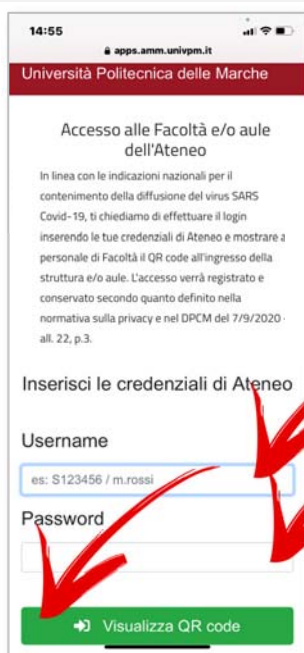 14:55
apps.amm.univpm.it
Università Politecnica delle Marche
Accesso alle Facoltà e/o aule
dell'Ateneo
In linea con le indicazioni nazionali per il
contenimento della diffusione del virus SARS
Covid-19, ti chiediamo di effettuare il login
inserendo le tue credenziali di Ateneo e mostrare a
personale di Facoltà il QR code all'ingresso della
struttura e/o aule. L'accesso verrà registrato e
conservato secondo quanto definito nella
normativa sulla privacy e nel DPCM del 7/9/2020 -
all. 22, p.3.
Inserisci le credenziali di Ateneo
Username
es: S123456 / m.rossi
Password
Visualizza QR code